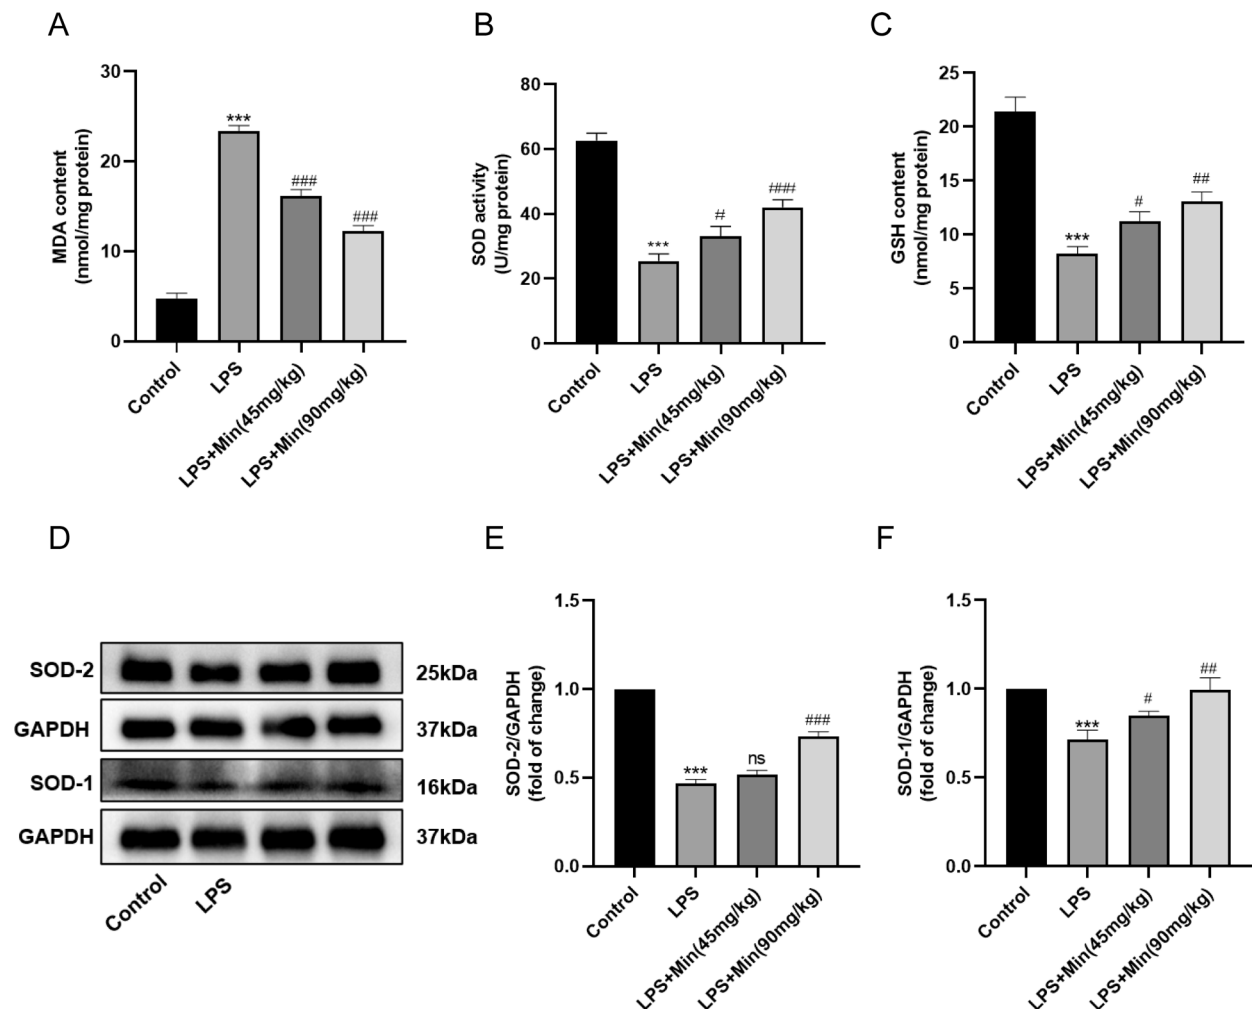 A
B
C
MDA content
(nmol/mg protein)
30
20
10
0
***
###
###
Control
LPS
LPS+Min(45mg/kg)
LPS+Min(90mg/kg)
SOD activity
(U/mg protein)
80
60
40
20
0
***
#
###
Control
LPS
LPS+Min(45mg/kg)
LPS+Min(90mg/kg)
GSH content
(nmol/mg protein)
25
20
15
10
5
0
***
#
##
Control
LPS
LPS+Min(45mg/kg)
LPS+Min(90mg/kg)
D
E
F
SOD-2
25kDa
GAPDH
37kDa
SOD-1
16kDa
GAPDH
37kDa
Control
LPS
SOD-2/GAPDH
(fold of change)
1.5
1.0
0.5
0.0
***
ns
###
Control
LPS
LPS+Min(45mg/kg)
LPS+Min(90mg/kg)
SOD-1/GAPDH
(fold of change)
1.5
1.0
0.5
0.0
***
#
##
Control
LPS
LPS+Min(45mg/kg)
LPS+Min(90mg/kg)